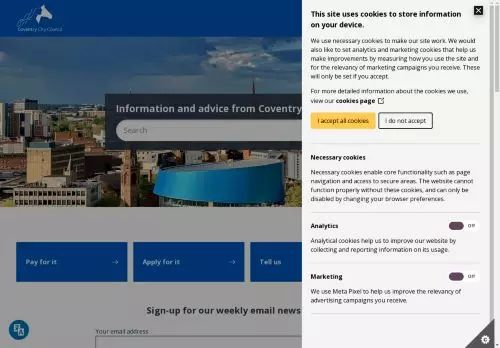 Coventry City Council
Information and advice from Coventry
Search
Pay for it
Apply for it
Tell us
Sign-up for our weekly email news
Your email address
This site uses cookies to store information
on your device.
We use necessary cookies to make our site work. We would
also like to set analytics and marketing cookies that help us
make improvements by measuring how you use the site and
for the relevancy of marketing campaigns you receive. These
will only be set if you accept.
For more detailed information about the cookies we use,
view our cookies page
I accept all cookies
I do not accept
Necessary cookies
Necessary cookies enable core functionality such as page
navigation and access to secure areas. The website cannot
function properly without these cookies, and can only be
disabled by changing your browser preferences.
Analytics
Off
Analytical cookies help us to improve our website by
collecting and reporting information on its usage.
Marketing
Off
We use Meta Pixel to help us improve the relevancy of
advertising campaigns you receive.